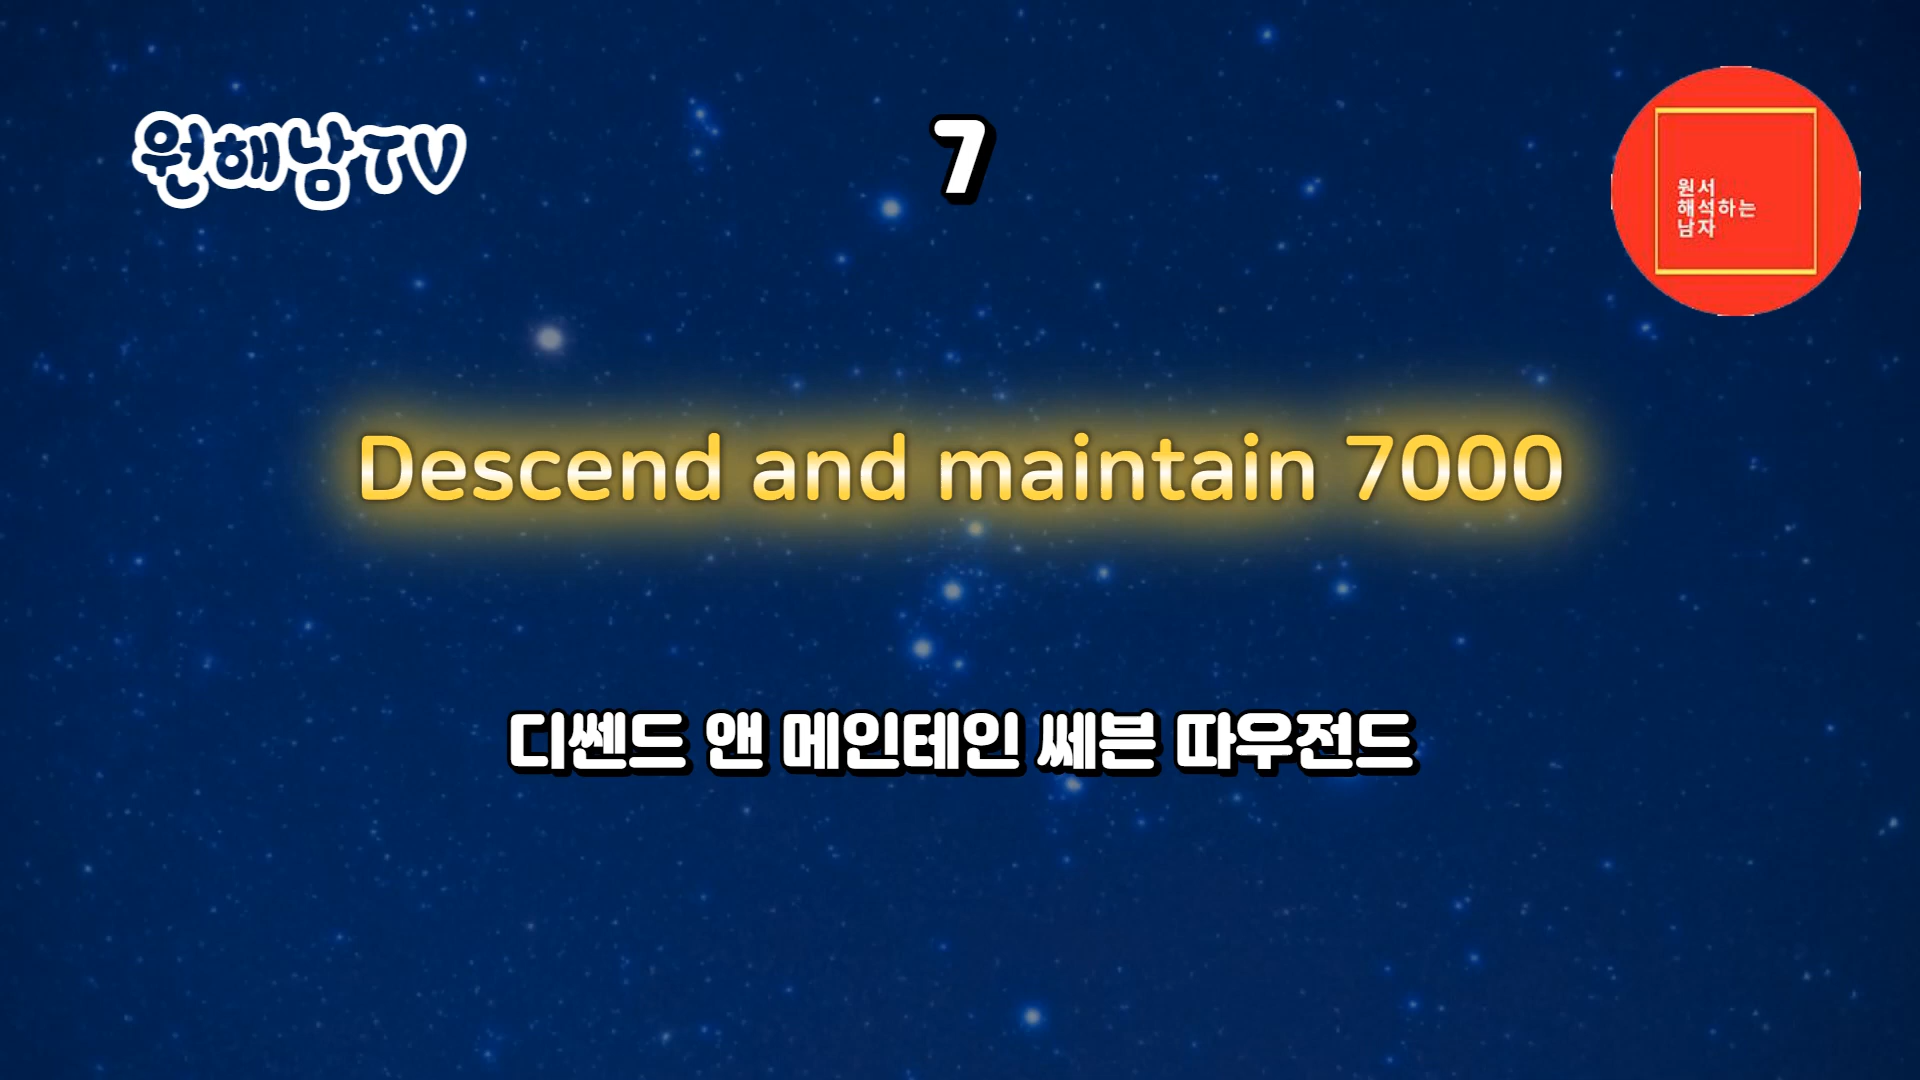 원해남TV
7
원서
해석하는
남자
Descend and maintain 7000
디쎈드 앤 메인테인 쎄븐 따우전드